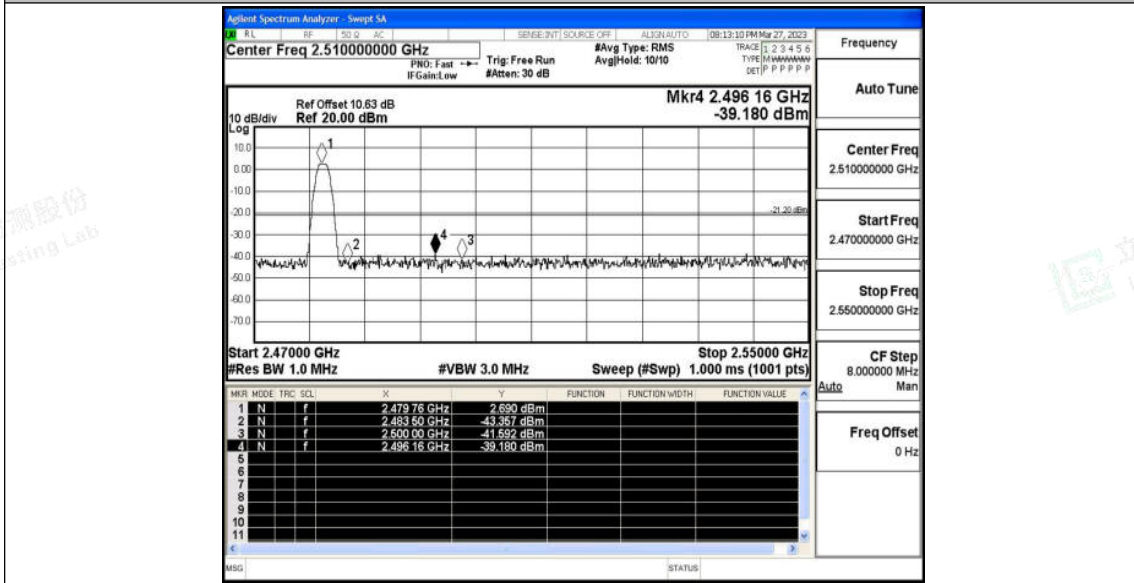 Agilent Spectrum Analyzer - Swept SA
RL RF 50 Ω AC SENSE:INT SOURCE OFF ALIGN AUTO 08:13:10 PM Mar 27, 2023
Center Freq 2.510000000 GHz
PNO: Fast
IFGain:Low
Trig: Free Run
#Atten: 30 dB
#Avg Type: RMS
Avg|Hold: 10/10
TRACE 1 2 3 4 5 6
TYPE M W W W W W
DET P P P P P P
Mkr4 2.496 16 GHz
-39.180 dBm
Ref Offset 10.63 dB
10 dB/div Ref 20.00 dBm
Log
10.0
0.00
-10.0
-20.0
-30.0
-40.0
-50.0
-60.0
-70.0
1
2
4
3
-21.20 dBm
Start 2.47000 GHz Stop 2.55000 GHz
#Res BW 1.0 MHz #VBW 3.0 MHz Sweep (#Swp) 1.000 ms (1001 pts)
MKR MODE TRC SCL X Y FUNCTION FUNCTION WIDTH FUNCTION VALUE
1 N f 2.479 76 GHz 2.690 dBm
2 N f 2.483 50 GHz -43.357 dBm
3 N f 2.500 00 GHz -41.592 dBm
4 N f 2.496 16 GHz -39.180 dBm
5
6
7
8
9
10
11
MSG STATUS
Frequency
Auto Tune
Center Freq
2.510000000 GHz
Start Freq
2.470000000 GHz
Stop Freq
2.550000000 GHz
CF Step
8.000000 MHz
Auto Man
Freq Offset
0 Hz
测股份
sting Lab
立